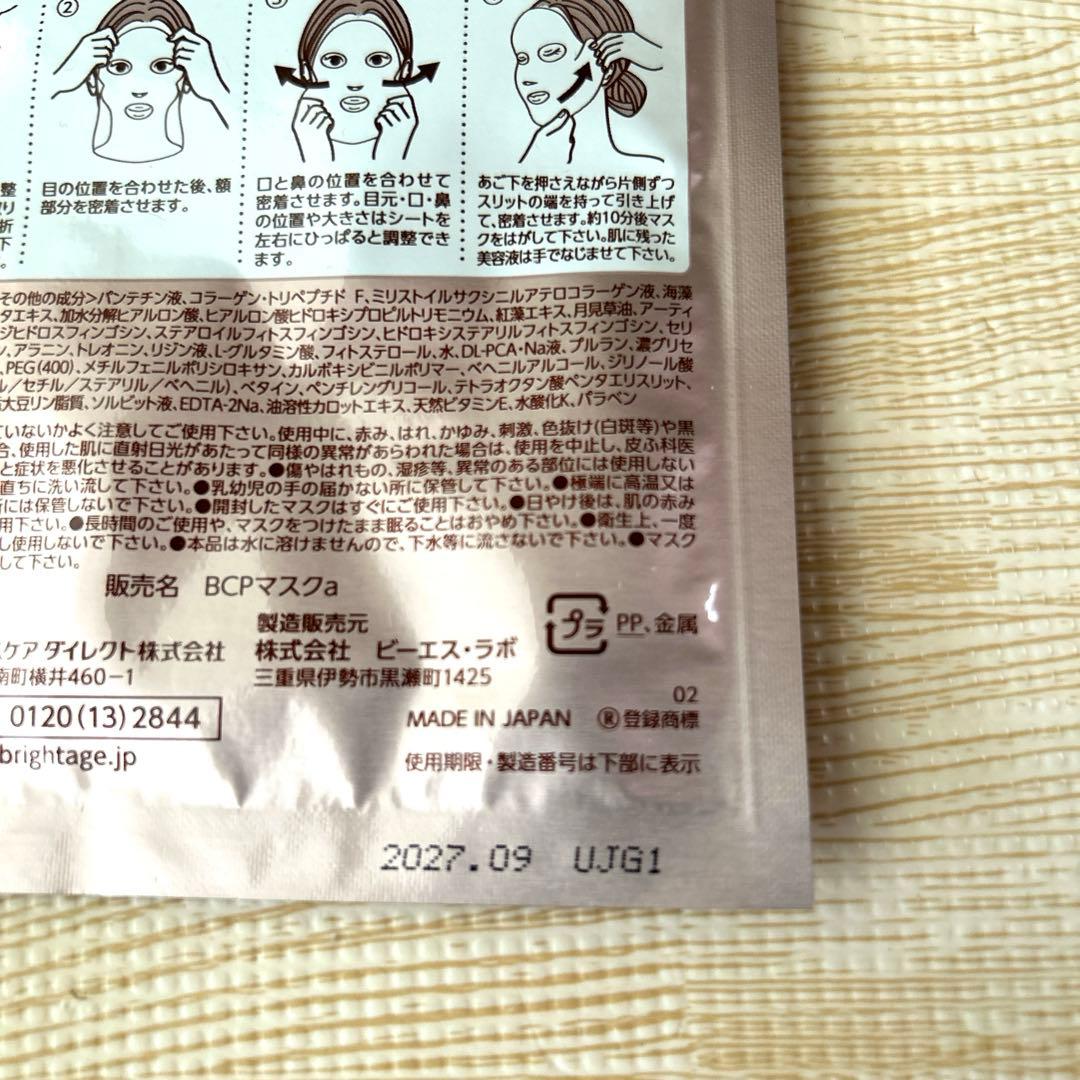 ②
③
整
目の位置を合わせた後、額
部分を密着させます。
折
下
口と鼻の位置を合わせて
密着させます。目元・口・鼻
の位置や大きさはシートを
左右にひっぱると調整でき
ます。
あご下を押さえながら片側ずつ
スリットの端を持って引き上げ
て、密着させます。約10分後マス
クをはがして下さい。肌に残った
美容液は手でなじませて下さい。
その他の成分>パンテチン液、コラーゲン・トリペプチド F、ミリストイルサクシニルアテロコラーゲン液、海藻
タエキス、加水分解ヒアルロン酸、ヒアルロン酸ヒドロキシプロピルトリモニウム、紅藻エキス、月見草油、アーティ
ジヒドロスフィンゴシン、ステアロイルフィトスフィンゴシン、ヒドロキシステアリルフィトスフィンゴシン、セリ
ン、アラニン、トレオニン、リジン液、L-グルタミン酸、フィトステロール、水、DL-PCA・Na液、プルラン、濃グリセ
、PEG(400)、メチルフェニルポリシロキサン、カルボキシビニルポリマー、ベヘニルアルコール、ジリノール酸
ル/セチル/ステアリル/ベヘニル)、ベタイン、ペンチレングリコール、テトラオクタン酸ペンタエリスリット、
大豆リン脂質、ソルビット液、EDTA-2Na、油溶性カロットエキス、天然ビタミンE、水酸化K、パラベン
ていないかよく注意してご使用下さい。使用中に、赤み、はれ、かゆみ、刺激、色抜け(白斑等)や黒
合、使用した肌に直射日光があたって同様の異常があらわれた場合は、使用を中止し、皮ふ科医
と症状を悪化させることがあります。●傷やはれもの、湿疹等、異常のある部位には使用しない
直ちに洗い流して下さい。●乳幼児の手の届かない所に保管して下さい。●極端に高温又は
所には保管しないで下さい。●開封したマスクはすぐにご使用下さい。●日やけ後は、肌の赤み
用下さい。●長時間のご使用や、マスクをつけたまま眠ることはおやめ下さい。●衛生上、一度
し使用しないで下さい。●本品は水に溶けませんので、下水等に流さないで下さい。●マスク
して下さい。
販売名 BCPマスクa
製造販売元
プラ PP、金属
ケア ダイレクト株式会社 株式会社 ビーエス・ラボ
南町横井460-1 三重県伊勢市黒瀬町1425
02
0120(13)2844
MADE IN JAPAN ®登録商標
brightage.jp
使用期限・製造番号は下部に表示
2027.09 UJG1